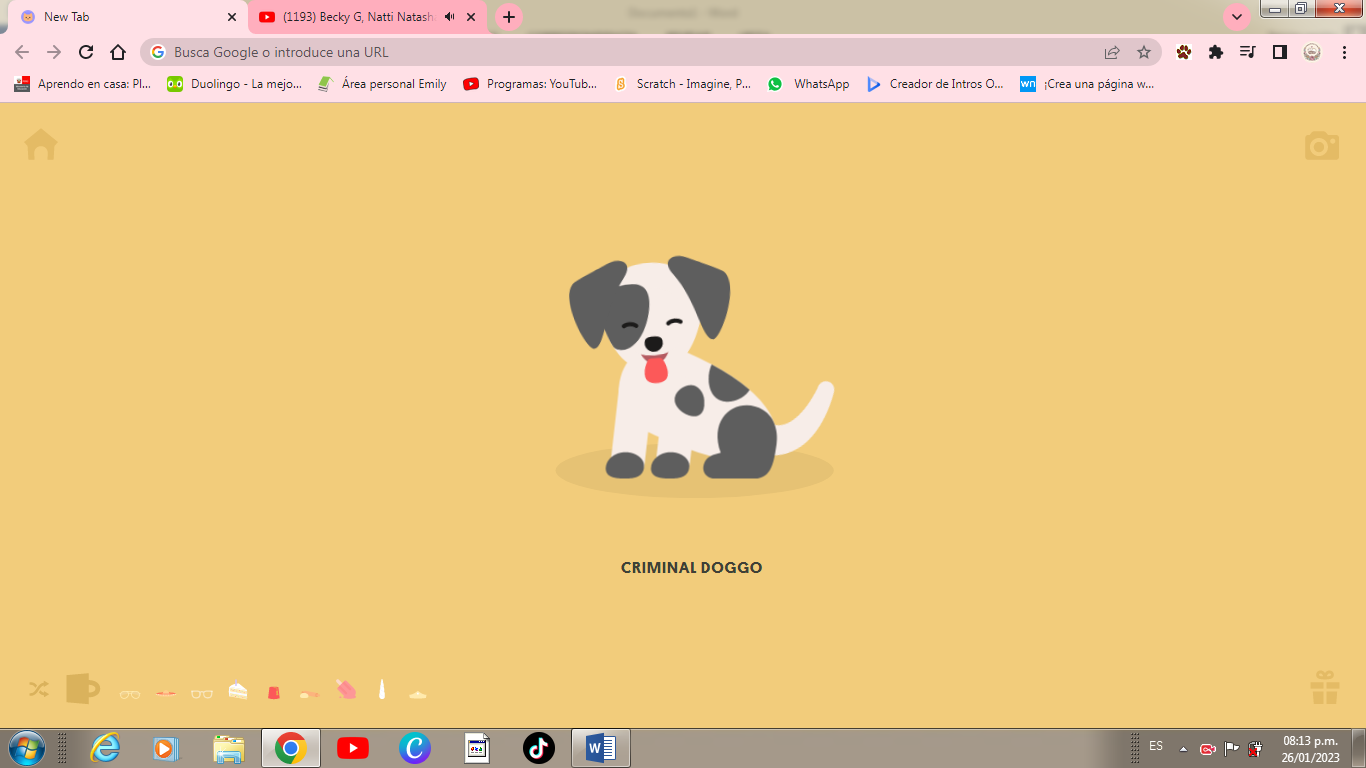 New Tab
(1193) Becky G, Natti Natash
Busca Google o introduce una URL
Aprendo en casa: Pl...
Duolingo - La mejo...
Área personal Emily
Programas: YouTub...
Scratch - Imagine, P...
WhatsApp
Creador de Intros O...
wn
¡Crea una página w...
CRIMINAL DOGGO
ES
08:13 p.m.
26/01/2023